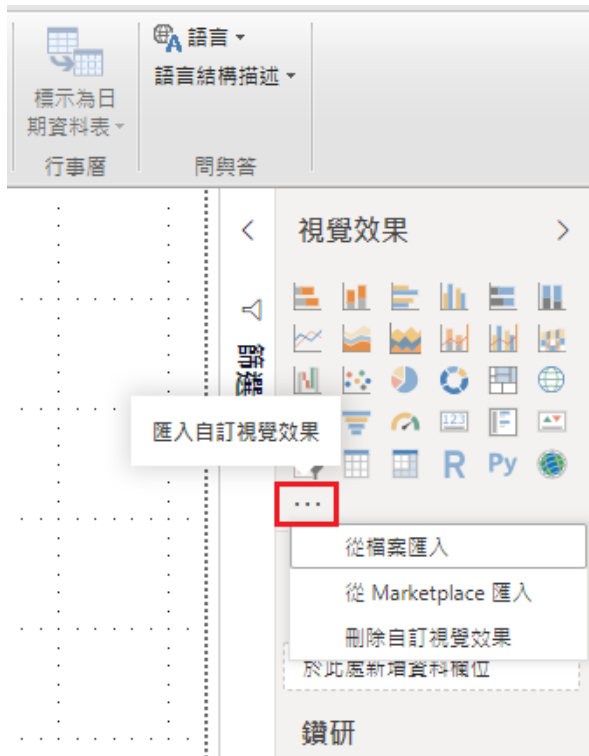 語言
語言結構描述
標示為日
期資料表
行事曆
問與答
視覺效果
篩選
匯入自訂視覺效果
123
R
Py
...
從檔案匯入
從 Marketplace 匯入
刪除自訂視覺效果
於此處新增資料欄位
鑽研